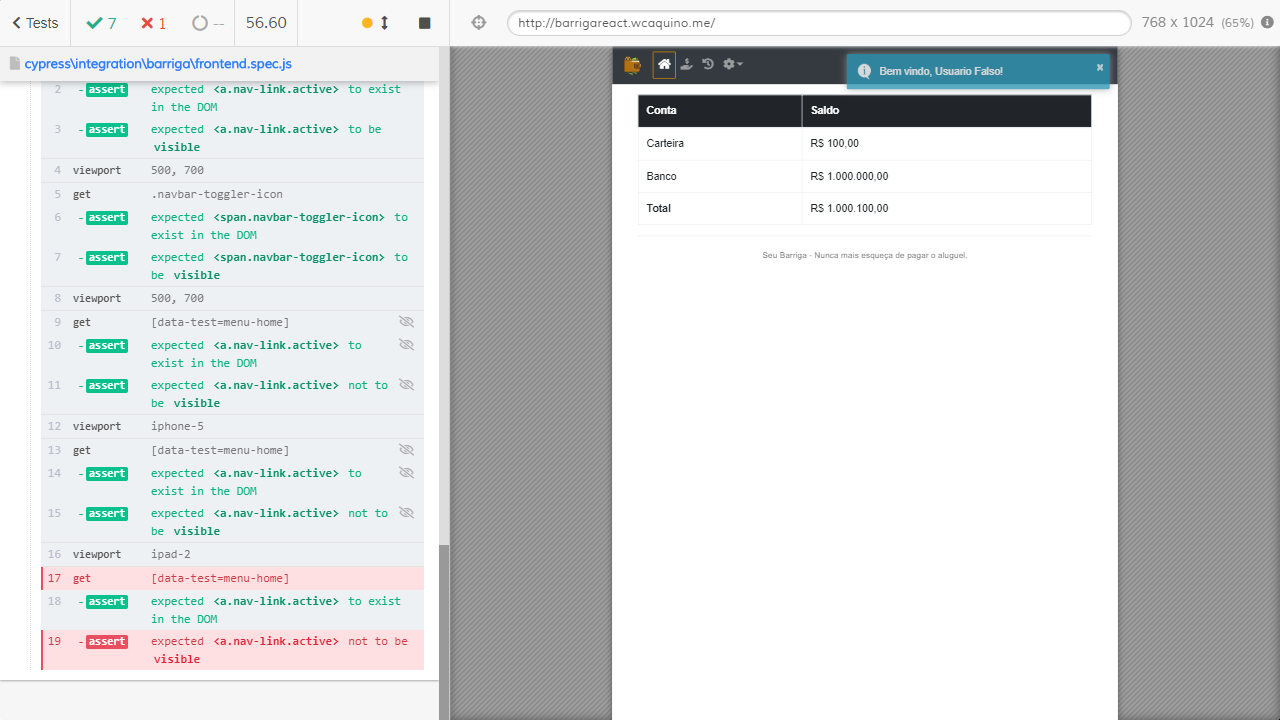 Tests
7
1
--
56.60
http://barrigareact.wcaquino.me/
768 x 1024 (65%)
cypress\integration\barriga\frontend.spec.js
2 -assert expected <a.nav-link.active> to exist
in the DOM
3 -assert expected <a.nav-link.active> to be
visible
4 viewport 500, 700
5 get .navbar-toggler-icon
6 -assert expected <span.navbar-toggler-icon> to
exist in the DOM
7 -assert expected <span.navbar-toggler-icon> to
be visible
8 viewport 500, 700
9 get [data-test=menu-home]
10 -assert expected <a.nav-link.active> to
exist in the DOM
11 -assert expected <a.nav-link.active> not to
be visible
12 viewport iphone-5
13 get [data-test=menu-home]
14 -assert expected <a.nav-link.active> to
exist in the DOM
15 -assert expected <a.nav-link.active> not to
be visible
16 viewport ipad-2
17 get [data-test=menu-home]
18 -assert expected <a.nav-link.active> to exist
in the DOM
19 -assert expected <a.nav-link.active> not to be
visible
Bem vindo, Usuario Falso!
×
Conta Saldo
Carteira R$ 100,00
Banco R$ 1.000.000,00
Total R$ 1.000.100,00
Seu Barriga - Nunca mais esqueça de pagar o aluguel.